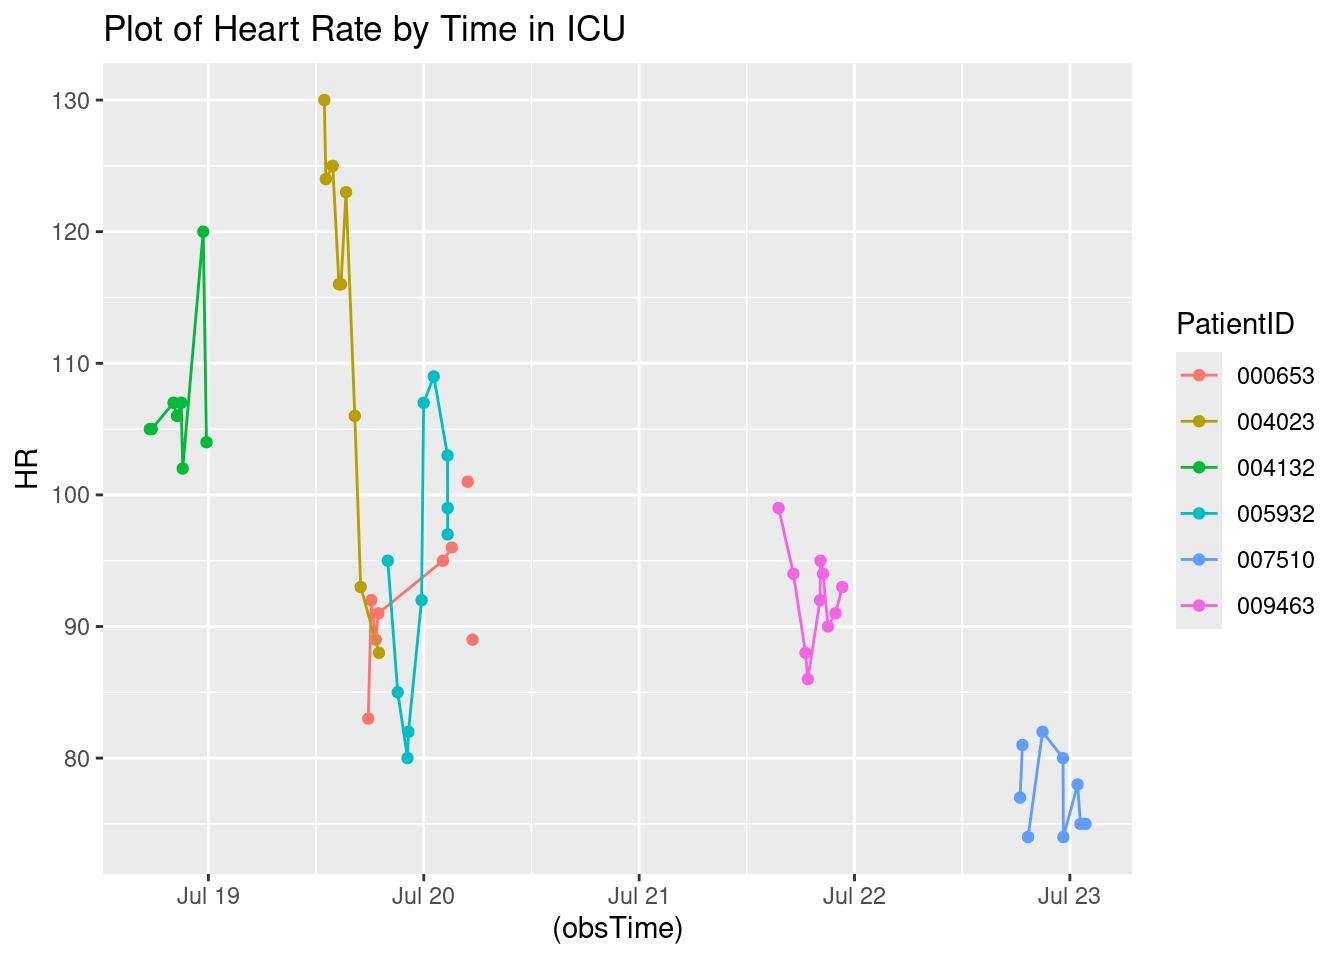 Plot of Heart Rate by Time in ICU
130
120
110
100
90
80
HR
Jul 19
Jul 20
Jul 21
Jul 22
Jul 23
(obsTime)
PatientID
000653
004023
004132
005932
007510
009463